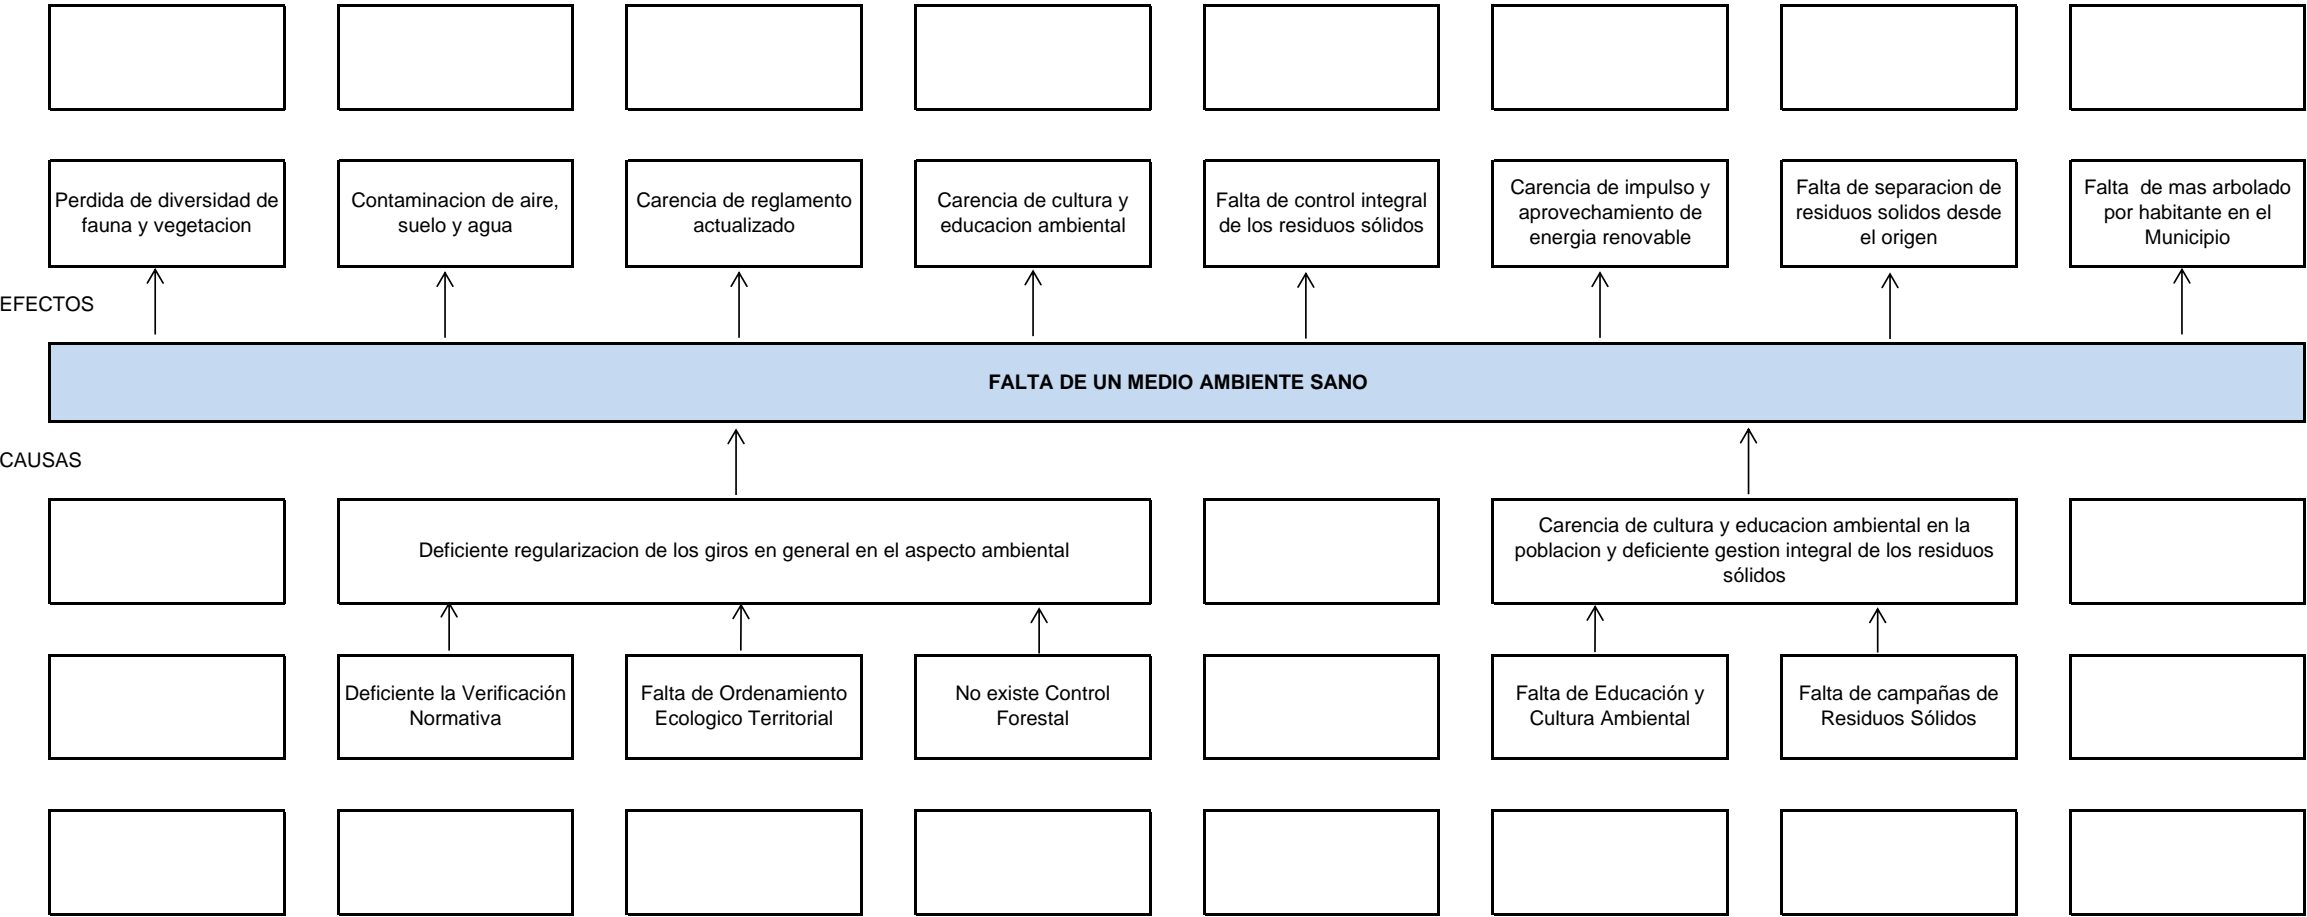 Perdida de diversidad de
fauna y vegetacion
Contaminacion de aire,
suelo y agua
Carencia de reglamento
actualizado
Carencia de cultura y
educacion ambiental
Falta de control integral
de los residuos sólidos
Carencia de impulso y
aprovechamiento de
energia renovable
Falta de separacion de
residuos solidos desde
el origen
Falta  de mas arbolado
por habitante en el
Municipio
EFECTOS
FALTA DE UN MEDIO AMBIENTE SANO
CAUSAS
Deficiente regularizacion de los giros en general en el aspecto ambiental
Carencia de cultura y educacion ambiental en la
poblacion y deficiente gestion integral de los residuos
sólidos
Deficiente la Verificación
Normativa
Falta de Ordenamiento
Ecologico Territorial
No existe Control
Forestal
Falta de Educación y
Cultura Ambiental
Falta de campañas de
Residuos Sólidos